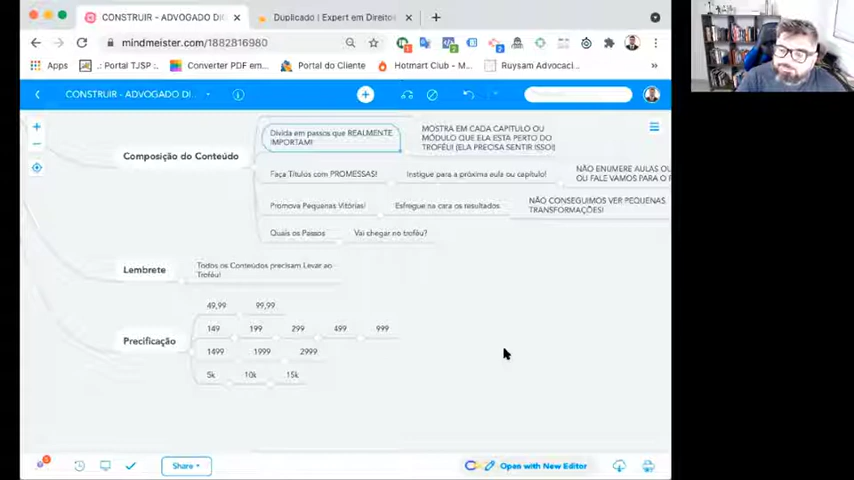 CONSTRUIR - ADVOGADO DI
Duplicado | Expert em Direito
mindmeister.com/1882816980
Apps
.: Portal TJSP .:
Converter PDF em...
Portal do Cliente
Hotmart Club - M...
Ruysam Advocaci...
CONSTRUIR - ADVOGADO DI...
Divida em passos que REALMENTE
IMPORTAM!
MOSTRA EM CADA CAPITULO OU
MÓDULO QUE ELA ESTA PERTO DO
TROFÉU! (ELA PRECISA SENTIR ISSO!)
Composição do Conteúdo
Faça Titulos com PROMESSAS!
Instigue para a próxima aula ou capítulo!
NÃO ENUMERE AULAS OU
OU FALE VAMOS PARA O
Promova Pequenas Vitórias!
Esfregue na cara os resultados
NÃO CONSEGUIMOS VER PEQUENAS
TRANSFORMAÇÕES!
Quais os Passos
Vai chegar no troféu?
Lembrete
Todos os Conteúdos precisam Levar ao
Troféu!
49,99 99,99
149 199 299 499 999
Precificação
1499 1999 2999
5k 10k 15k
Share
Open with New Editor